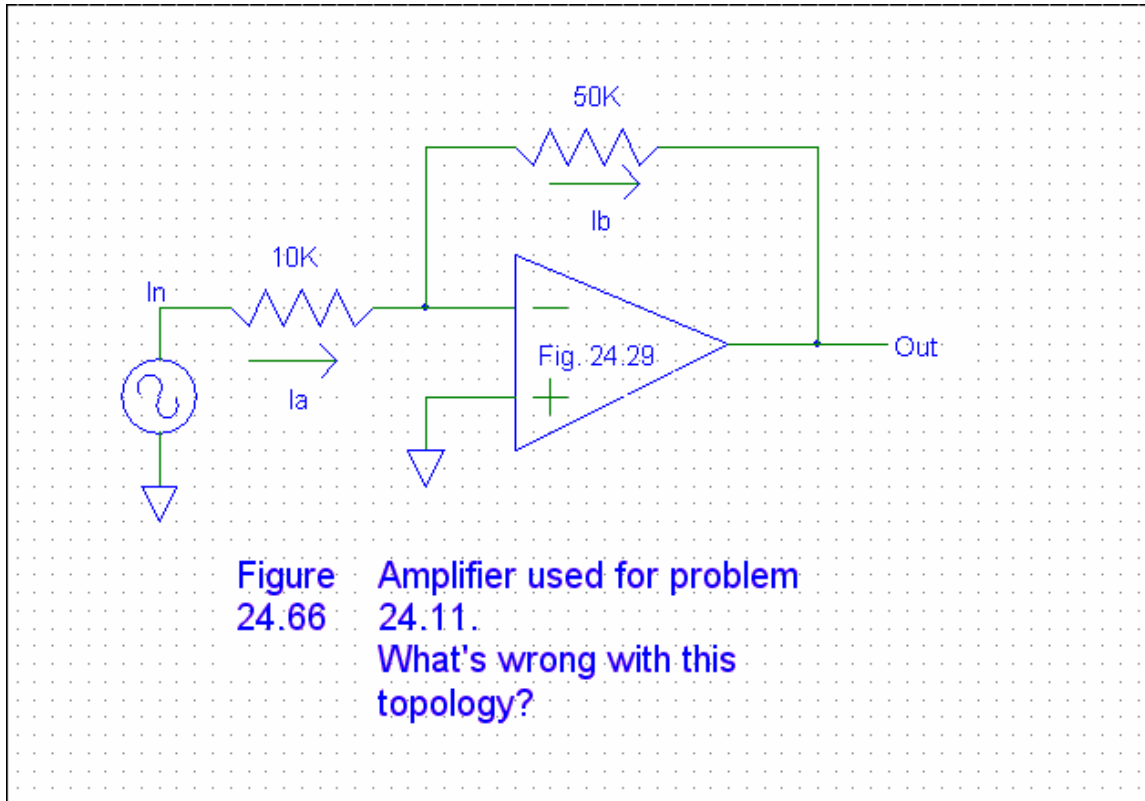 50K
Ib
10K
In
Fig. 24.29
Out
Ia
Figure 24.66
Amplifier used for problem
24.11.
What's wrong with this
topology?